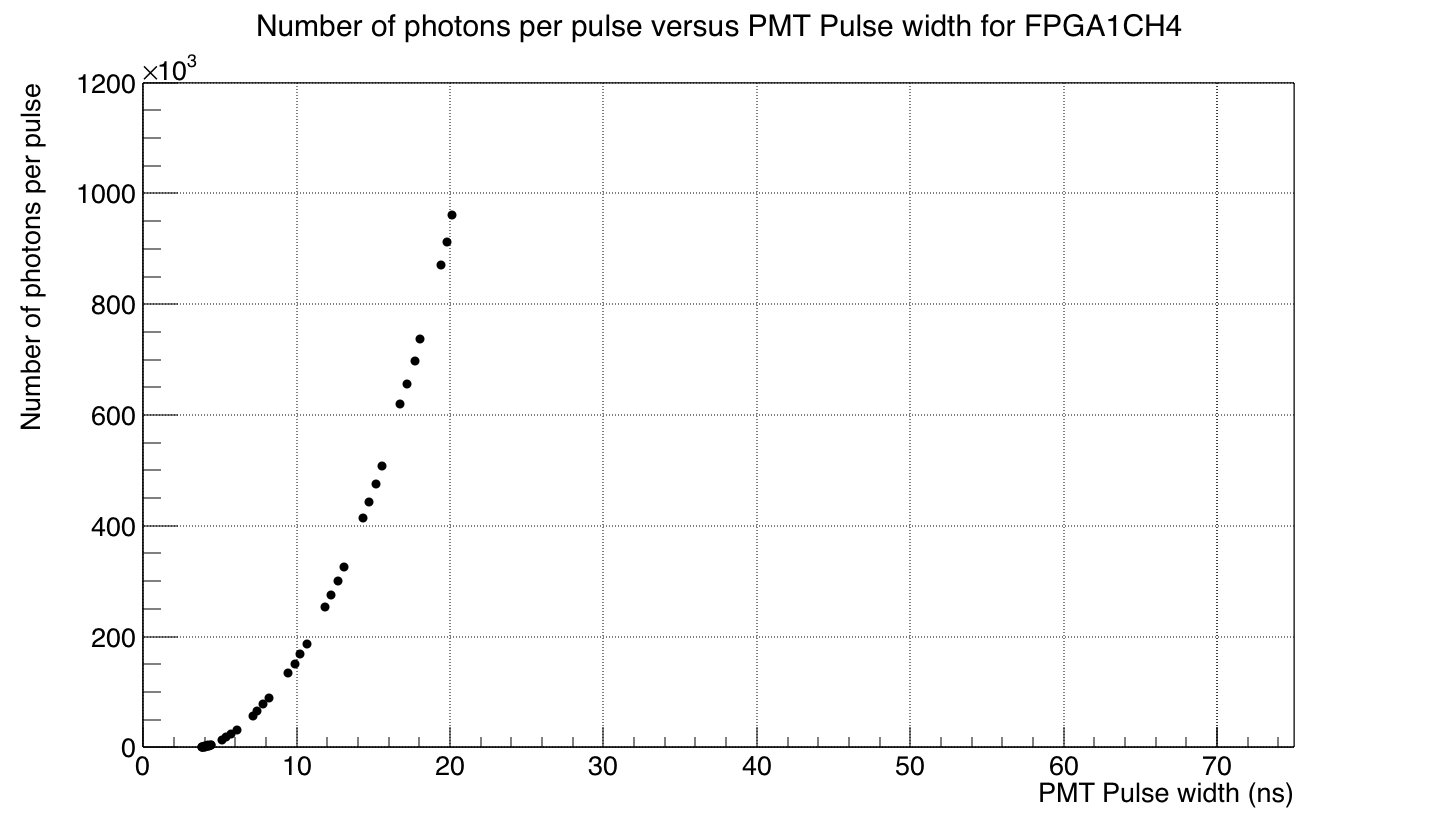 Number of photons per pulse versus PMT Pulse width for FPGA1CH4
×10³
Number of photons per pulse
1200
1000
800
600
400
200
0
0 10 20 30 40 50 60 70
PMT Pulse width (ns)